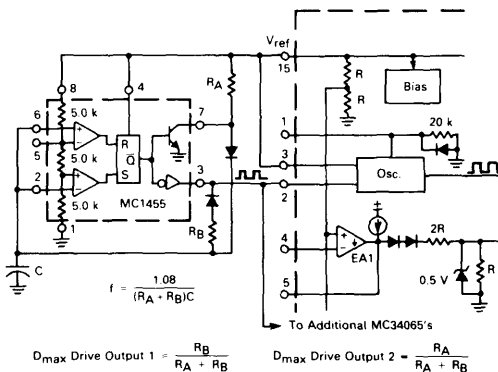 Vref
15
8
4
RA
R
R
Bias
6
5.0 k
7
5
5.0 k
R
Q̄
S
2
3
5.0 k
MC1455
1
RB
C
1
20 k
3
Osc.
2
4
EA1
2R
5
0.5 V
R
f = 1.08 / (RA + RB)C
To Additional MC34065's
Dmax Drive Output 1 = RB / RA + RB
Dmax Drive Output 2 = RA / RA + RB